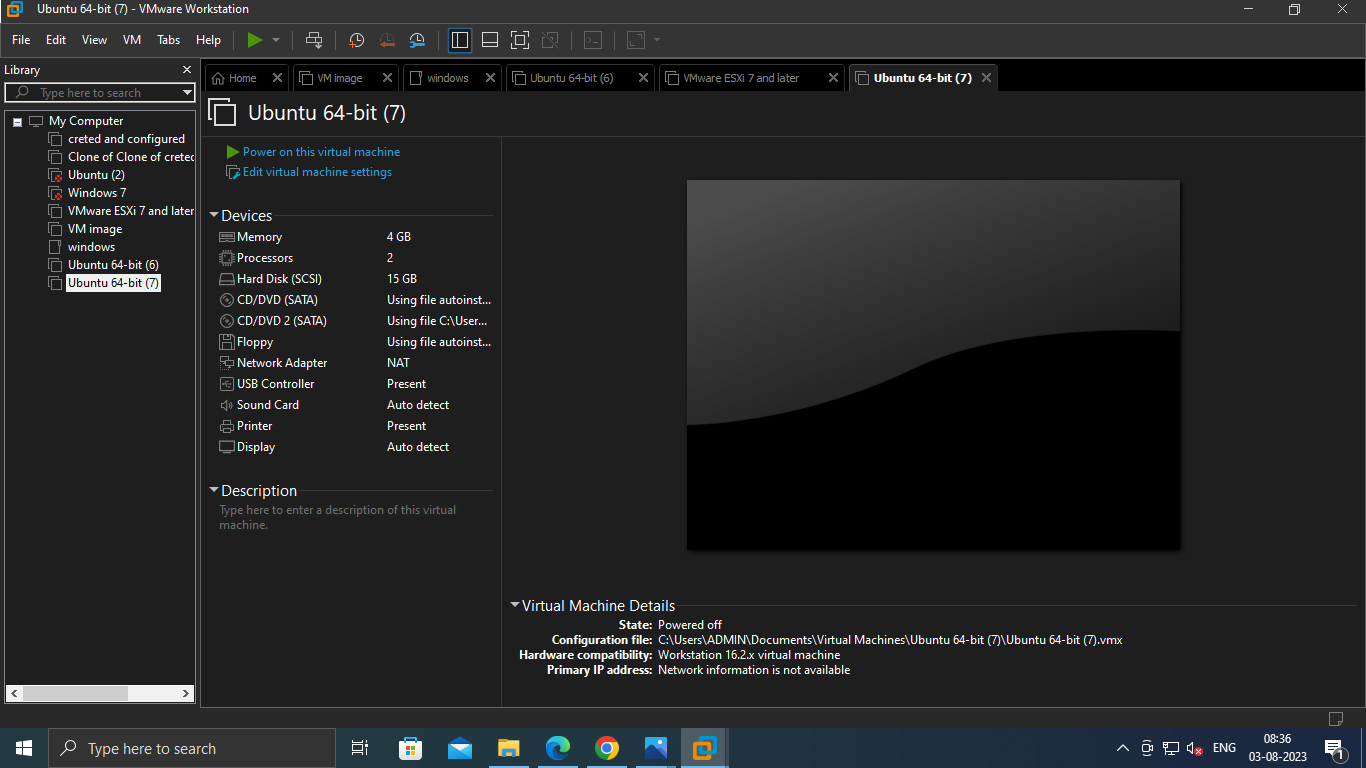 Ubuntu 64-bit (7) - VMware Workstation
File Edit View VM Tabs Help
Library
Type here to search
My Computer
creted and configured
Clone of Clone of cretec
Ubuntu (2)
Windows 7
VMware ESXi 7 and later
VM image
windows
Ubuntu 64-bit (6)
Ubuntu 64-bit (7)
Home VM image windows Ubuntu 64-bit (6) VMware ESXi 7 and later Ubuntu 64-bit (7)
Ubuntu 64-bit (7)
Power on this virtual machine
Edit virtual machine settings
Devices
Memory 4 GB
Processors 2
Hard Disk (SCSI) 15 GB
CD/DVD (SATA) Using file autoinst...
CD/DVD 2 (SATA) Using file C:\User...
Floppy Using file autoinst...
Network Adapter NAT
USB Controller Present
Sound Card Auto detect
Printer Present
Display Auto detect
Description
Type here to enter a description of this virtual
machine.
Virtual Machine Details
State: Powered off
Configuration file: C:\Users\ADMIN\Documents\Virtual Machines\Ubuntu 64-bit (7)\Ubuntu 64-bit (7).vmx
Hardware compatibility: Workstation 16.2.x virtual machine
Primary IP address: Network information is not available
Type here to search
ENG
08:36
03-08-2023
1